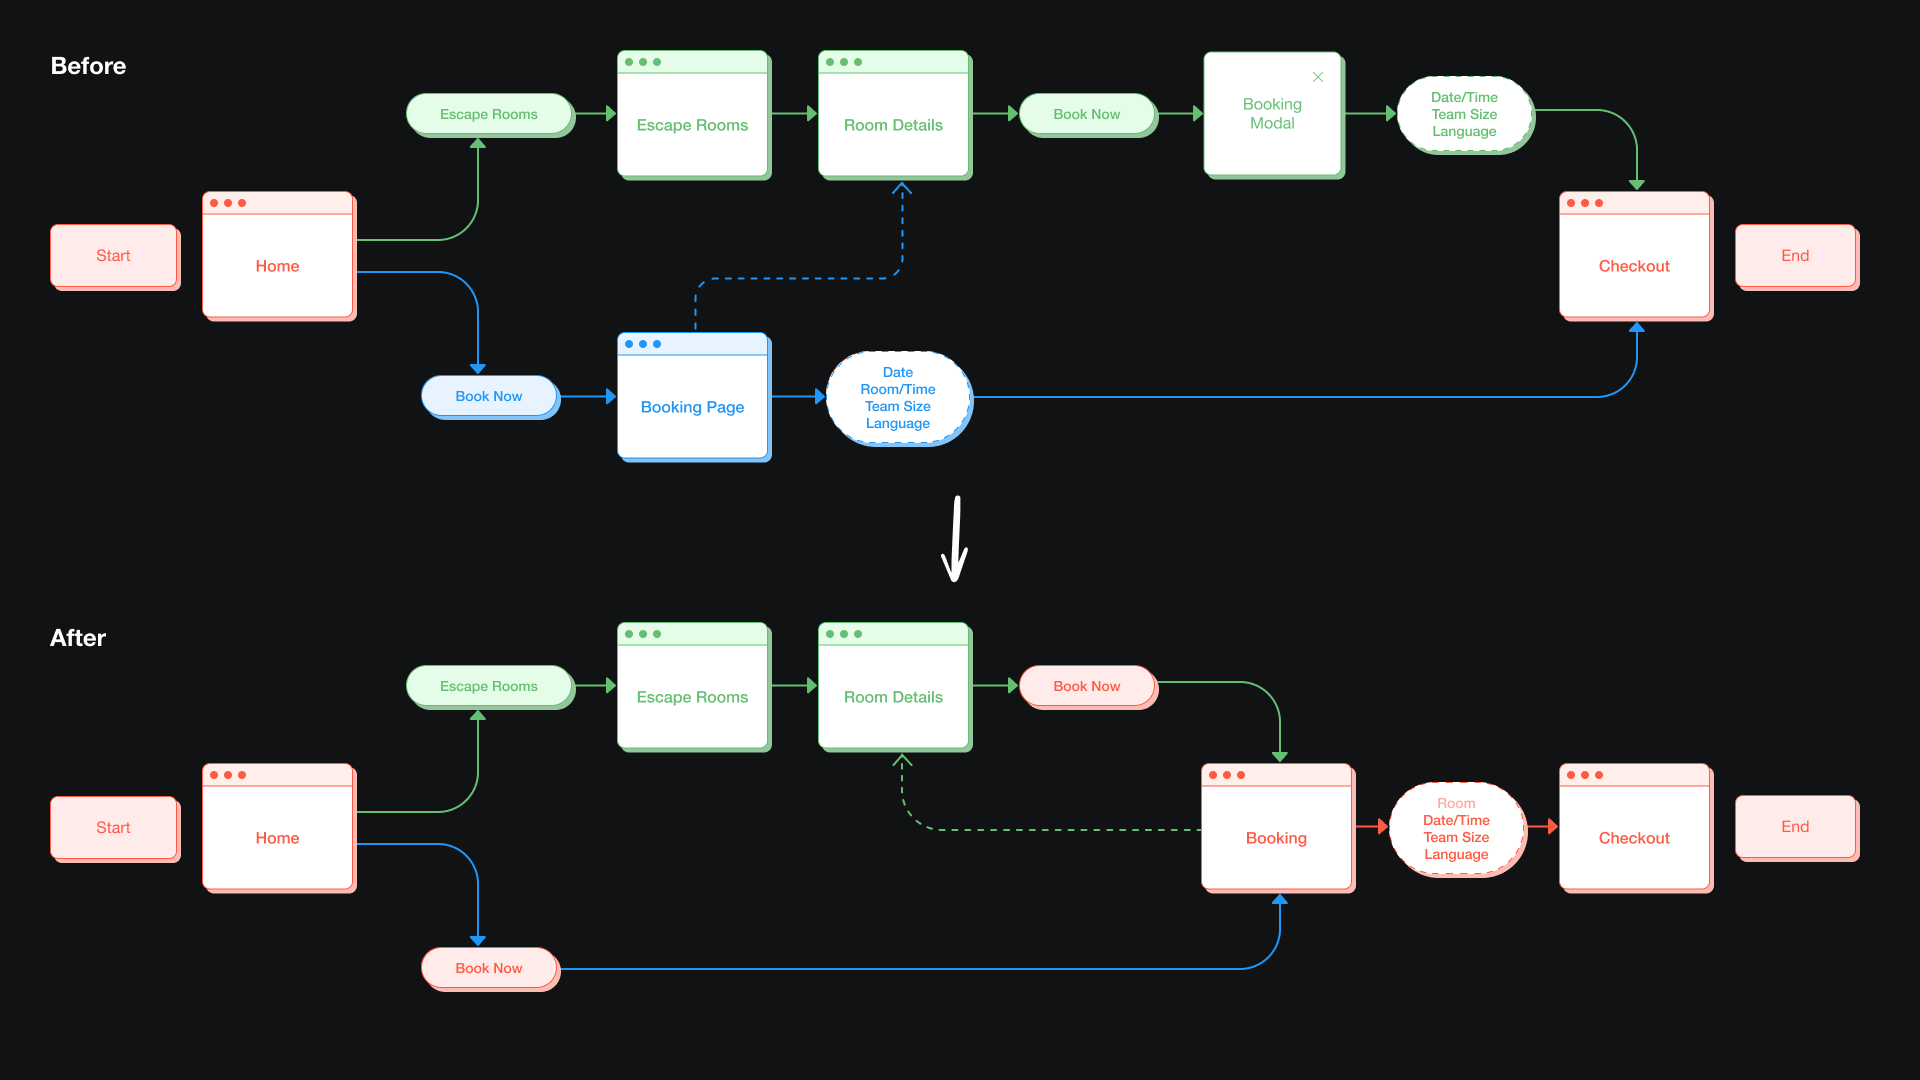 Before
Start
Home
Escape Rooms
Escape Rooms
Room Details
Book Now
Booking
Modal
Date/Time
Team Size
Language
Book Now
Booking Page
Date
Room/Time
Team Size
Language
Checkout
End
After
Start
Home
Escape Rooms
Escape Rooms
Room Details
Book Now
Book Now
Booking
Room
Date/Time
Team Size
Language
Checkout
End